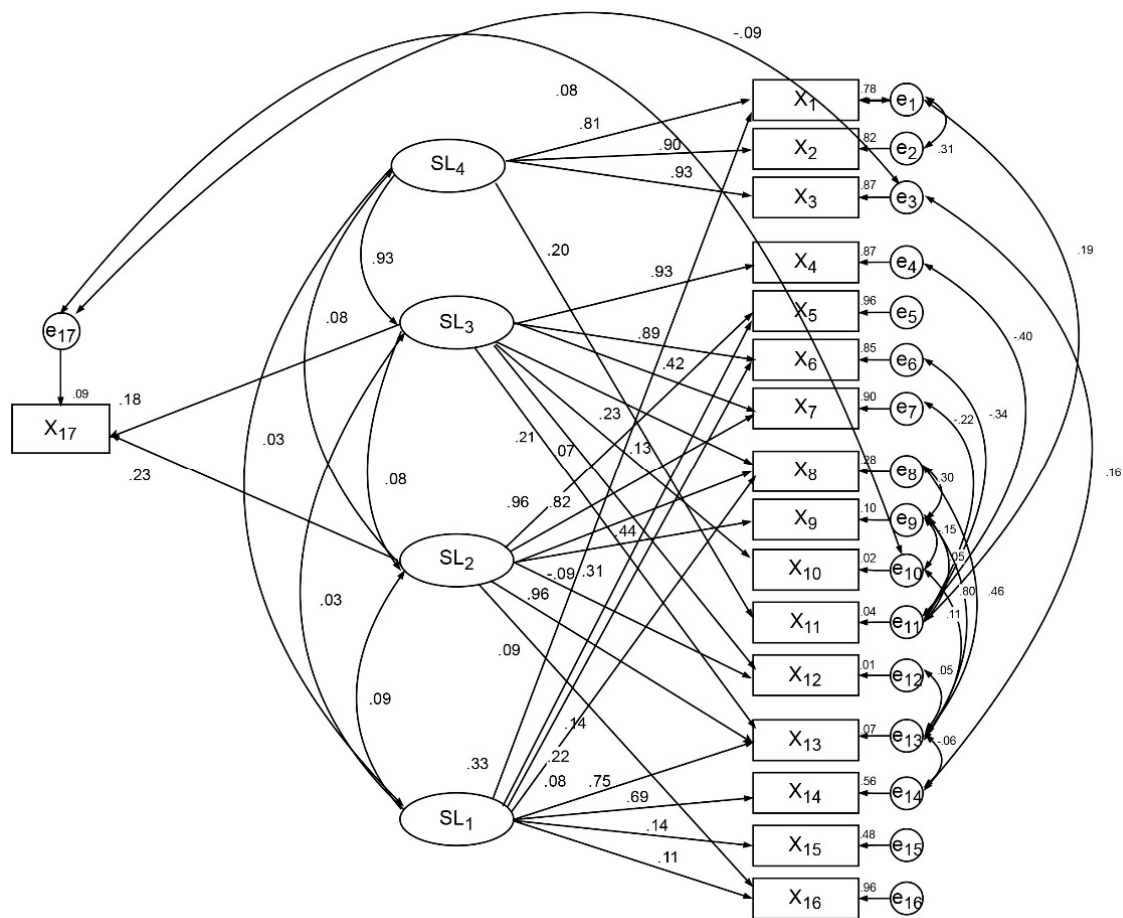 -.09
.08
X1 .78 e1
.81
.31
.90
X2 .82 e2
SL4
.93
X3 .87 e3
.20
.19
.93
.93
X4 .87 e4
.08
X5 .96 e5
SL3
.89
-.40
e17
X6 .85 e6
.42
.09
.18
X7 .90 e7
-.22
-.34
.23
X17
.21
.07
.13
.03
X8 .28 e8
.30
.16
.23
.08
.96
.82
X9 .10 e9
.15
.44
.05
SL2
-.09
.31
X10 .02 e10
.96
.80
.46
.03
X11 .04 e11
.11
.09
X12 .01 e12
.05
.09
.14
X13 .07 e13
-.06
.33
.22
.08
.75
X14 .56 e14
.69
SL1
.14
X15 .48 e15
.11
X16 .96 e16